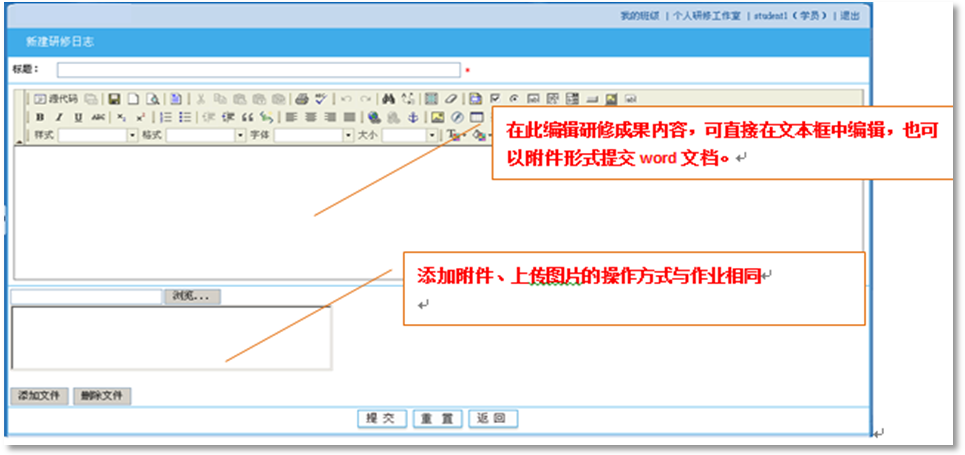 我的班级 | 个人研修工作室 | student1（学员） | 退出
新建研修日志
标题： *
源代码
B I U ABC x₂ x²
样式 格式 字体 大小
在此编辑研修成果内容，可直接在文本框中编辑，也可
以附件形式提交 word 文档。
添加附件、上传图片的操作方式与作业相同
浏览...
添加文件 删除文件
提 交 重 置 返 回